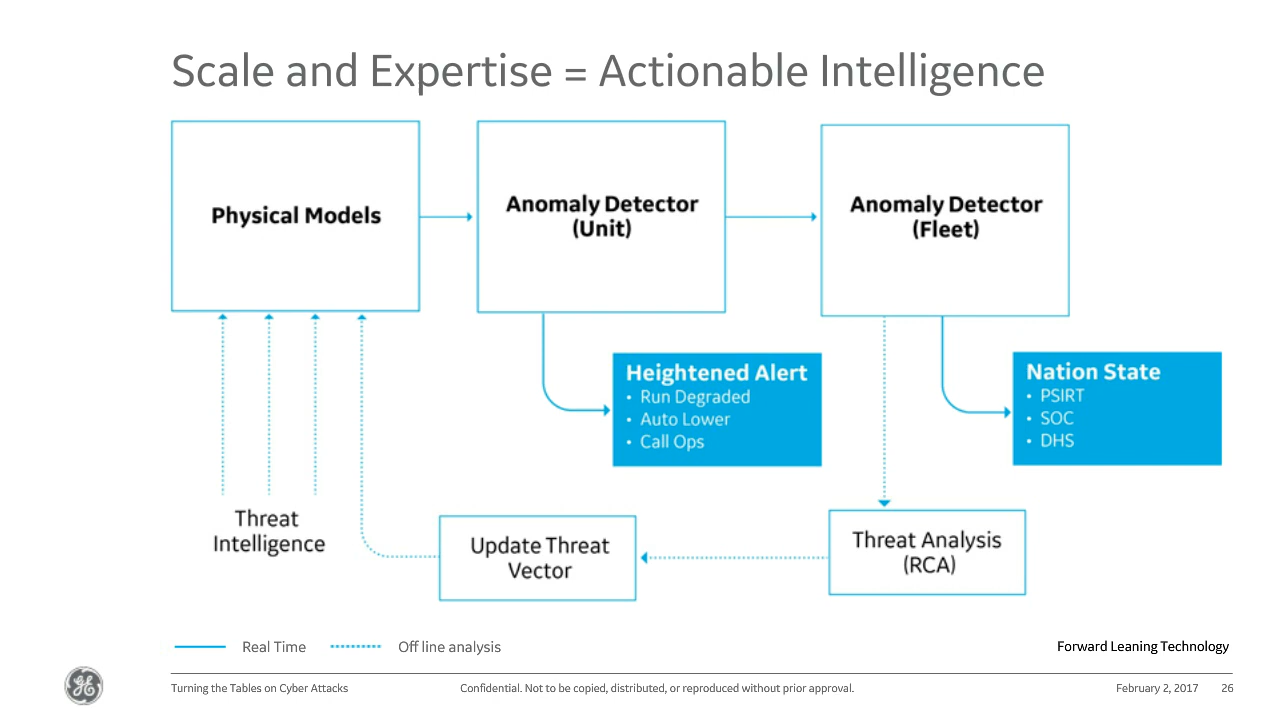 Scale and Expertise = Actionable Intelligence
Physical Models
Anomaly Detector
(Unit)
Anomaly Detector
(Fleet)
Heightened Alert
• Run Degraded
• Auto Lower
• Call Ops
Nation State
• PSIRT
• SOC
• DHS
Threat
Intelligence
Update Threat
Vector
Threat Analysis
(RCA)
Real Time
Off line analysis
Forward Leaning Technology
GE
Turning the Tables on Cyber Attacks
Confidential. Not to be copied, distributed, or reproduced without prior approval.
February 2, 2017
26